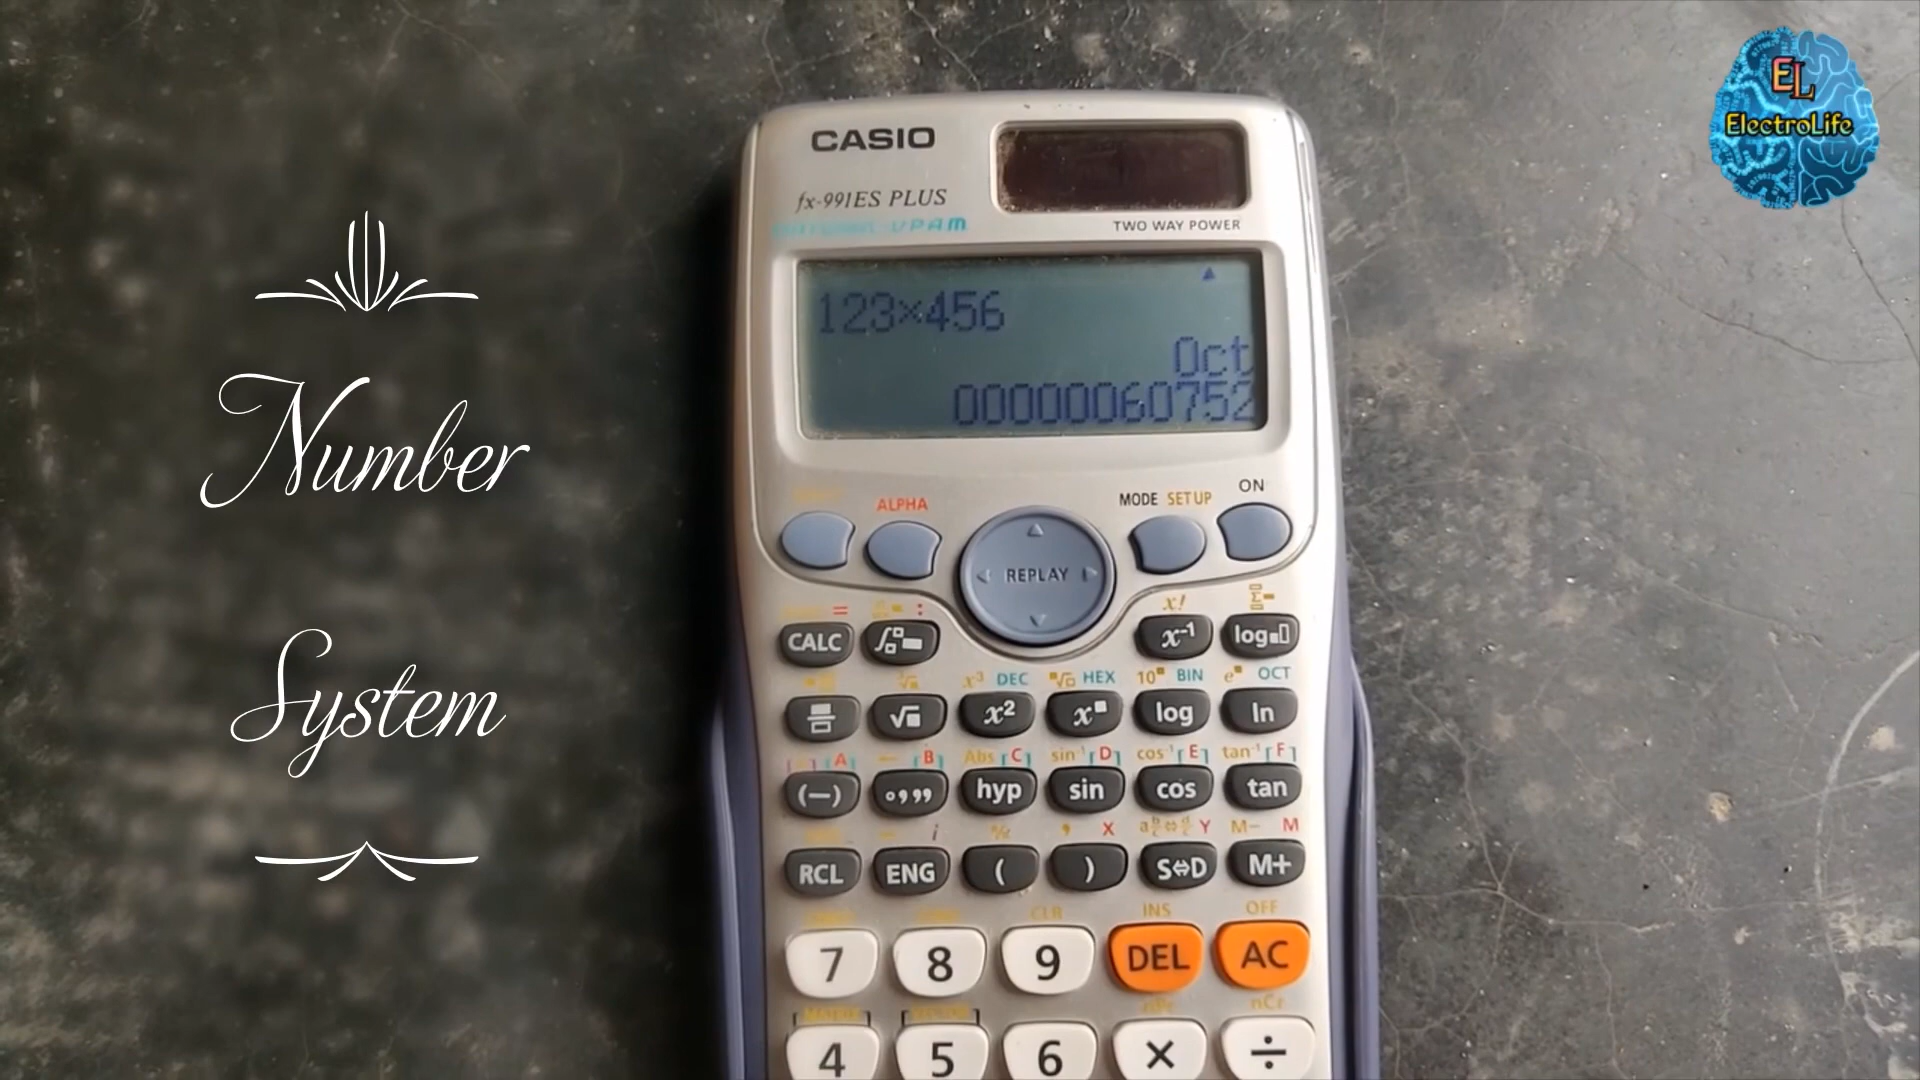 EL
ElectroLife
Number
System
CASIO
fx-991ES PLUS
V.P.A.M.
TWO WAY POWER
123×456
Oct
00000060752
ALPHA
MODE SETUP
ON
REPLAY
x!
CALC
x⁻¹
log
x³ DEC HEX 10 BIN e OCT
x² x log ln
A B Abs C sin⁻¹ D cos⁻¹ E tan⁻¹ F
(−) hyp sin cos tan
i X Y M− M
RCL ENG ( ) S⇔D M+
CLR INS OFF
7 8 9 DEL AC
MATRIX VECTOR nPr nCr
4 5 6 × ÷